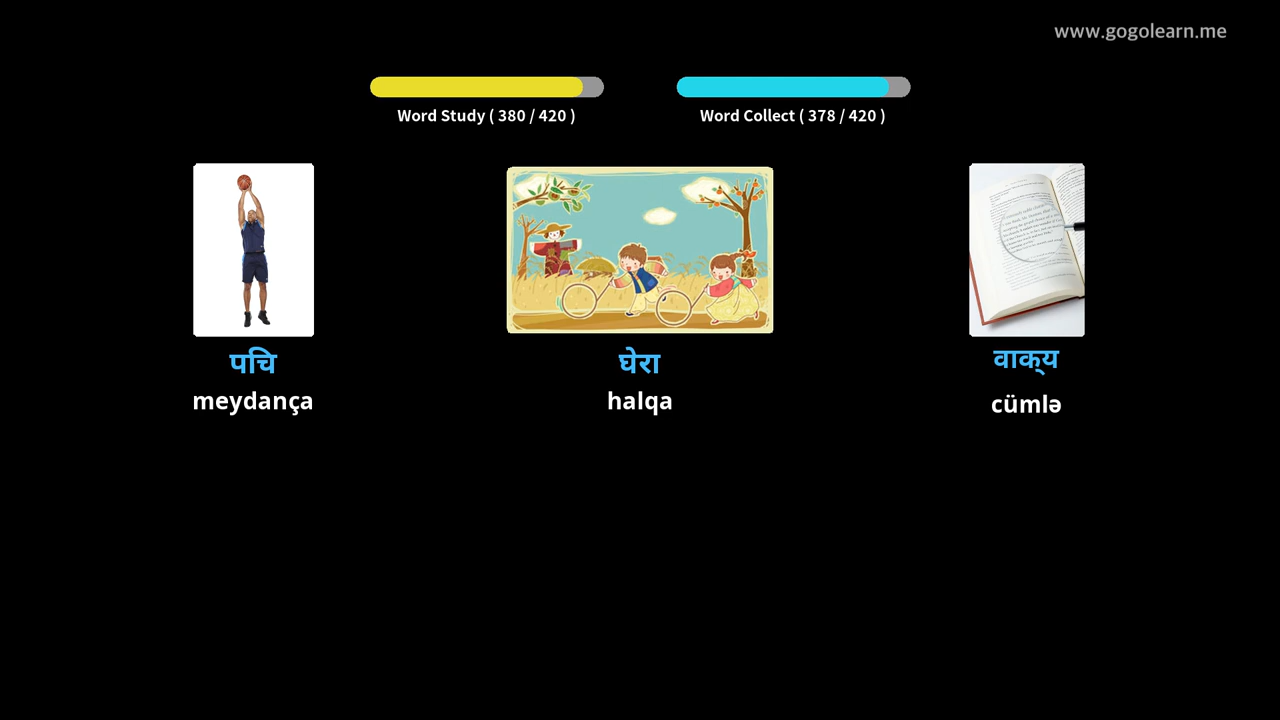 www.gogolearn.me
Word Study ( 380 / 420 )
Word Collect ( 378 / 420 )
पचि
घेरा
वाक्य
meydança
halqa
cümlə